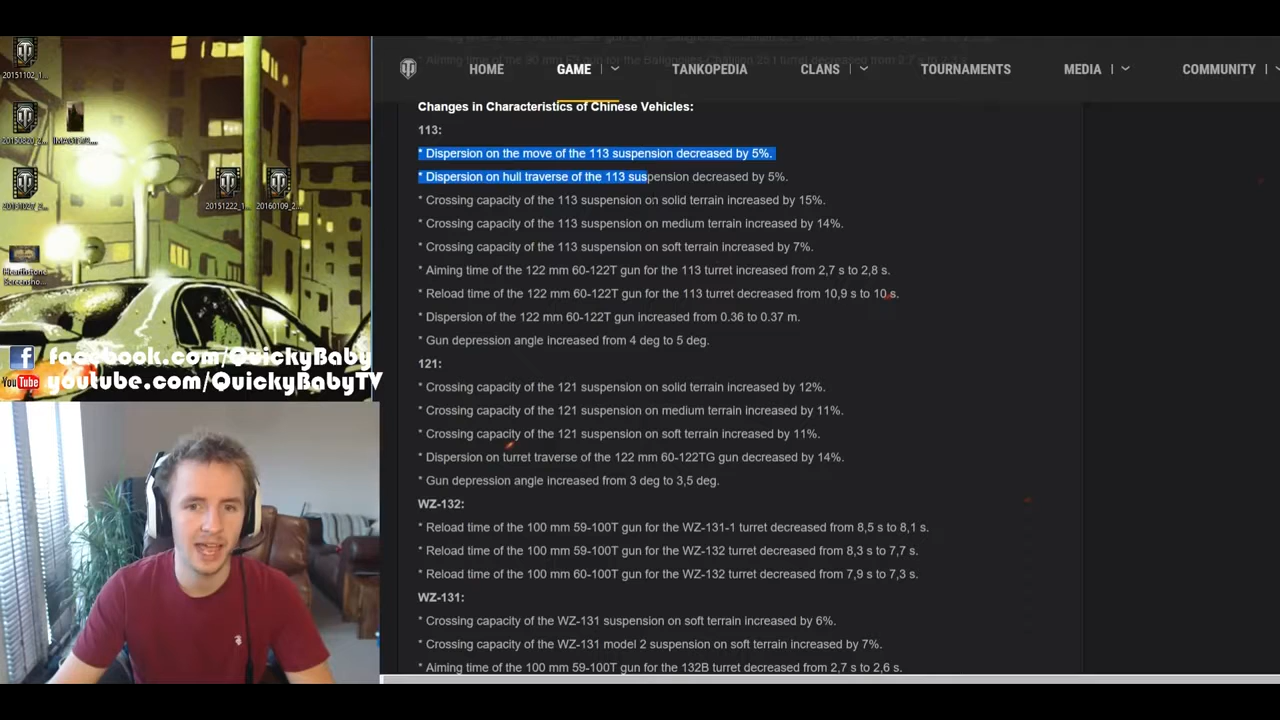 HOME
GAME
TANKOPEDIA
CLANS
TOURNAMENTS
MEDIA
COMMUNITY
Changes in Characteristics of Chinese Vehicles:
113:
* Dispersion on the move of the 113 suspension decreased by 5%.
* Dispersion on hull traverse of the 113 suspension decreased by 5%.
* Crossing capacity of the 113 suspension on solid terrain increased by 15%.
* Crossing capacity of the 113 suspension on medium terrain increased by 14%.
* Crossing capacity of the 113 suspension on soft terrain increased by 7%.
* Aiming time of the 122 mm 60-122T gun for the 113 turret increased from 2,7 s to 2,8 s.
* Reload time of the 122 mm 60-122T gun for the 113 turret decreased from 10,9 s to 10 s.
* Dispersion of the 122 mm 60-122T gun increased from 0.36 to 0.37 m.
* Gun depression angle increased from 4 deg to 5 deg.
121:
* Crossing capacity of the 121 suspension on solid terrain increased by 12%.
* Crossing capacity of the 121 suspension on medium terrain increased by 11%.
* Crossing capacity of the 121 suspension on soft terrain increased by 11%.
* Dispersion on turret traverse of the 122 mm 60-122TG gun decreased by 14%.
* Gun depression angle increased from 3 deg to 3,5 deg.
WZ-132:
* Reload time of the 100 mm 59-100T gun for the WZ-131-1 turret decreased from 8,5 s to 8,1 s.
* Reload time of the 100 mm 59-100T gun for the WZ-132 turret decreased from 8,3 s to 7,7 s.
* Reload time of the 100 mm 60-100T gun for the WZ-132 turret decreased from 7,9 s to 7,3 s.
WZ-131:
* Crossing capacity of the WZ-131 suspension on soft terrain increased by 6%.
* Crossing capacity of the WZ-131 model 2 suspension on soft terrain increased by 7%.
* Aiming time of the 100 mm 59-100T gun for the 132B turret decreased from 2,7 s to 2,6 s.
20151102_1...
20151222_1...
20160109_2...
Hearthstone
Screensho...
facebook.com/QuickyBaby
YouTube youtube.com/QuickyBabyTV